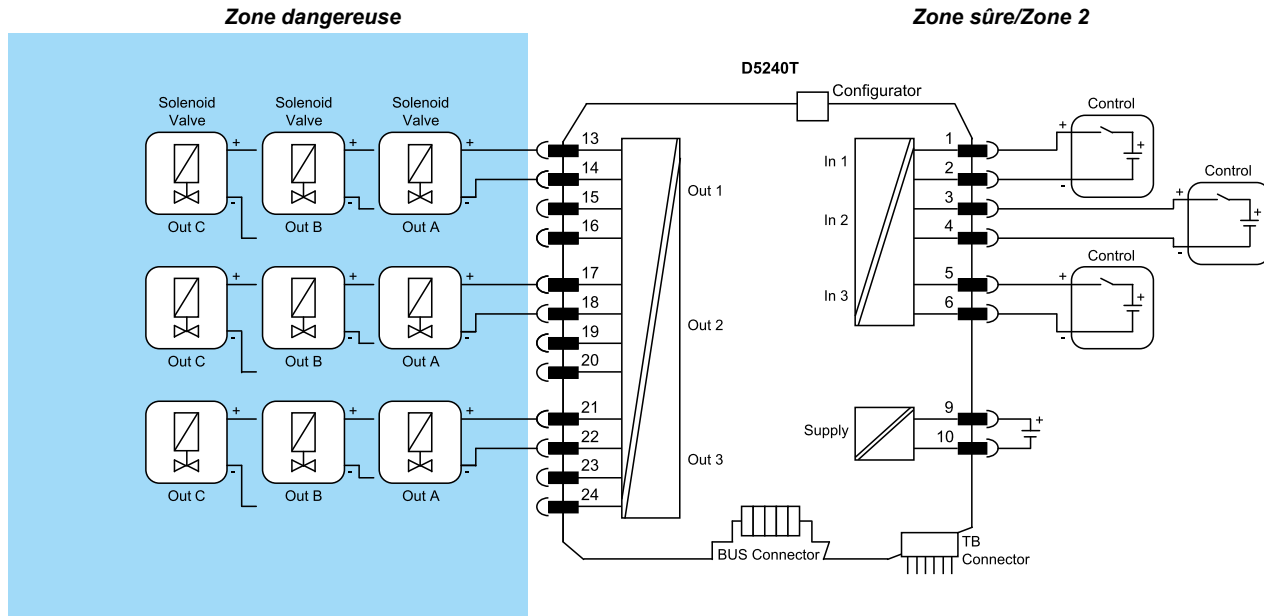 Zone dangereuse
Zone sûre/Zone 2
D5240T
Configurator
Solenoid
Valve
Solenoid
Valve
Solenoid
Valve
+
-
Out C
+
-
Out B
+
-
Out A
+
-
Out C
+
-
Out B
+
-
Out A
+
-
Out C
+
-
Out B
+
-
Out A
13
14
15
16
17
18
19
20
21
22
23
24
Out 1
Out 2
Out 3
In 1
In 2
In 3
Supply
1
2
3
4
5
6
9
10
Control
+
-
+
Control
+
-
+
Control
+
-
+
+
BUS Connector
TB
Connector